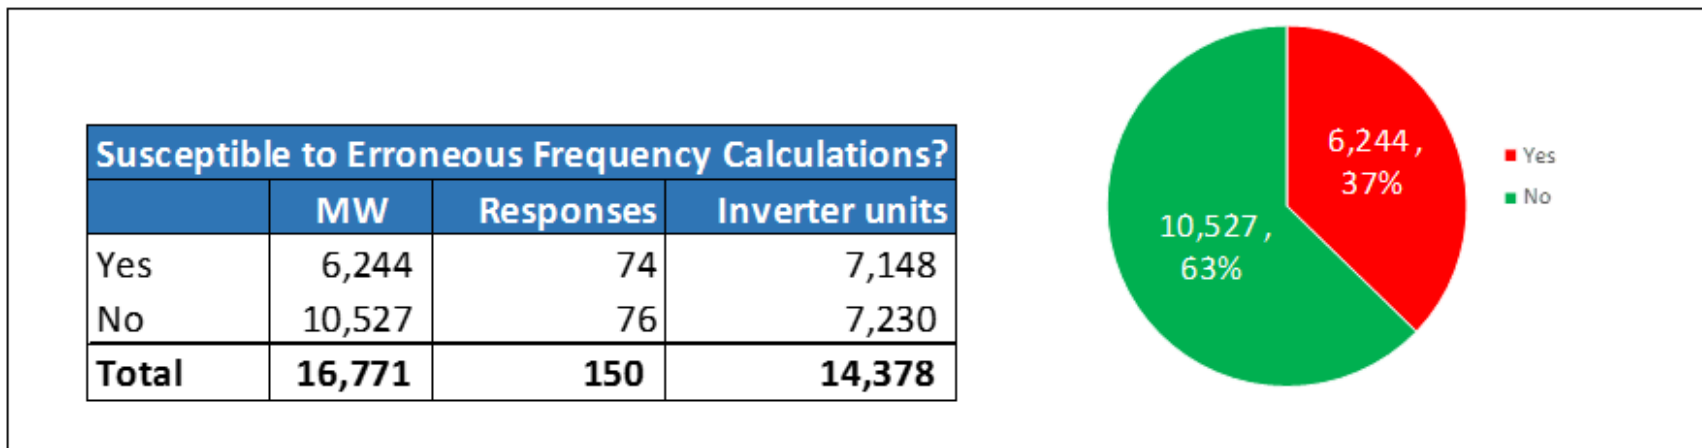 Susceptible to Erroneous Frequency Calculations?
MW Responses Inverter units
Yes 6,244 74 7,148
No 10,527 76 7,230
Total 16,771 150 14,378
6,244 ,
37%
10,527 ,
63%
Yes
No